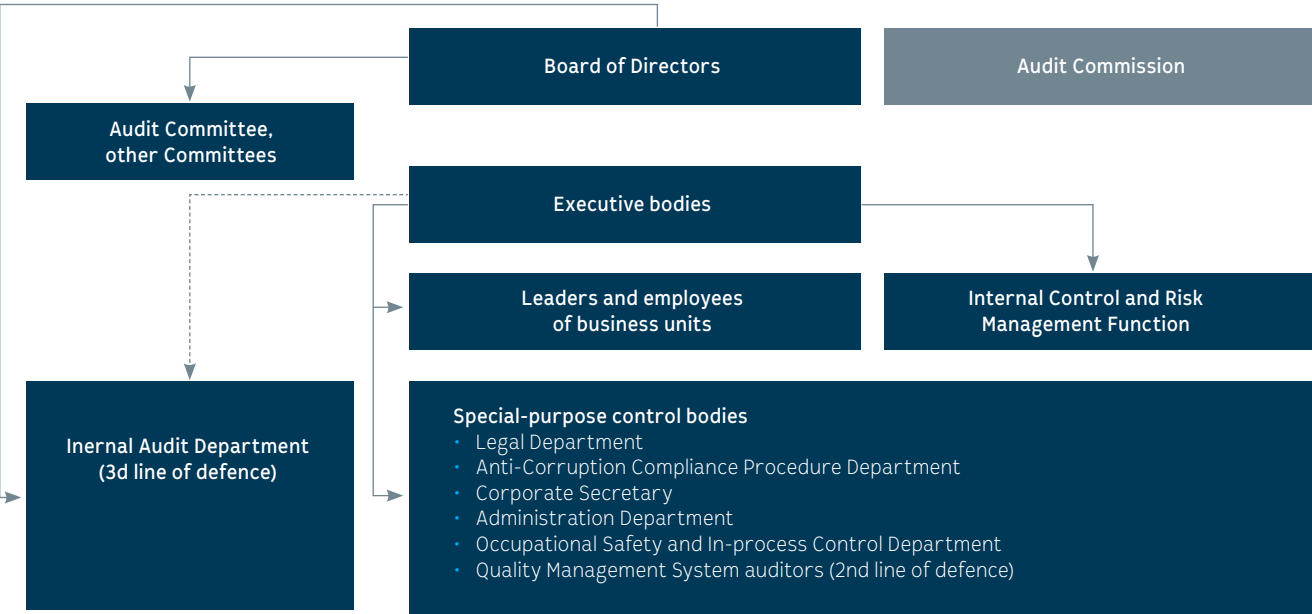 Board of Directors
Audit Commission
Audit Committee,
other Committees
Executive bodies
Leaders and employees
of business units
Internal Control and Risk
Management Function
Inernal Audit Department
(3d line of defence)
Special-purpose control bodies
• Legal Department
• Anti-Corruption Compliance Procedure Department
• Corporate Secretary
• Administration Department
• Occupational Safety and In-process Control Department
• Quality Management System auditors (2nd line of defence)